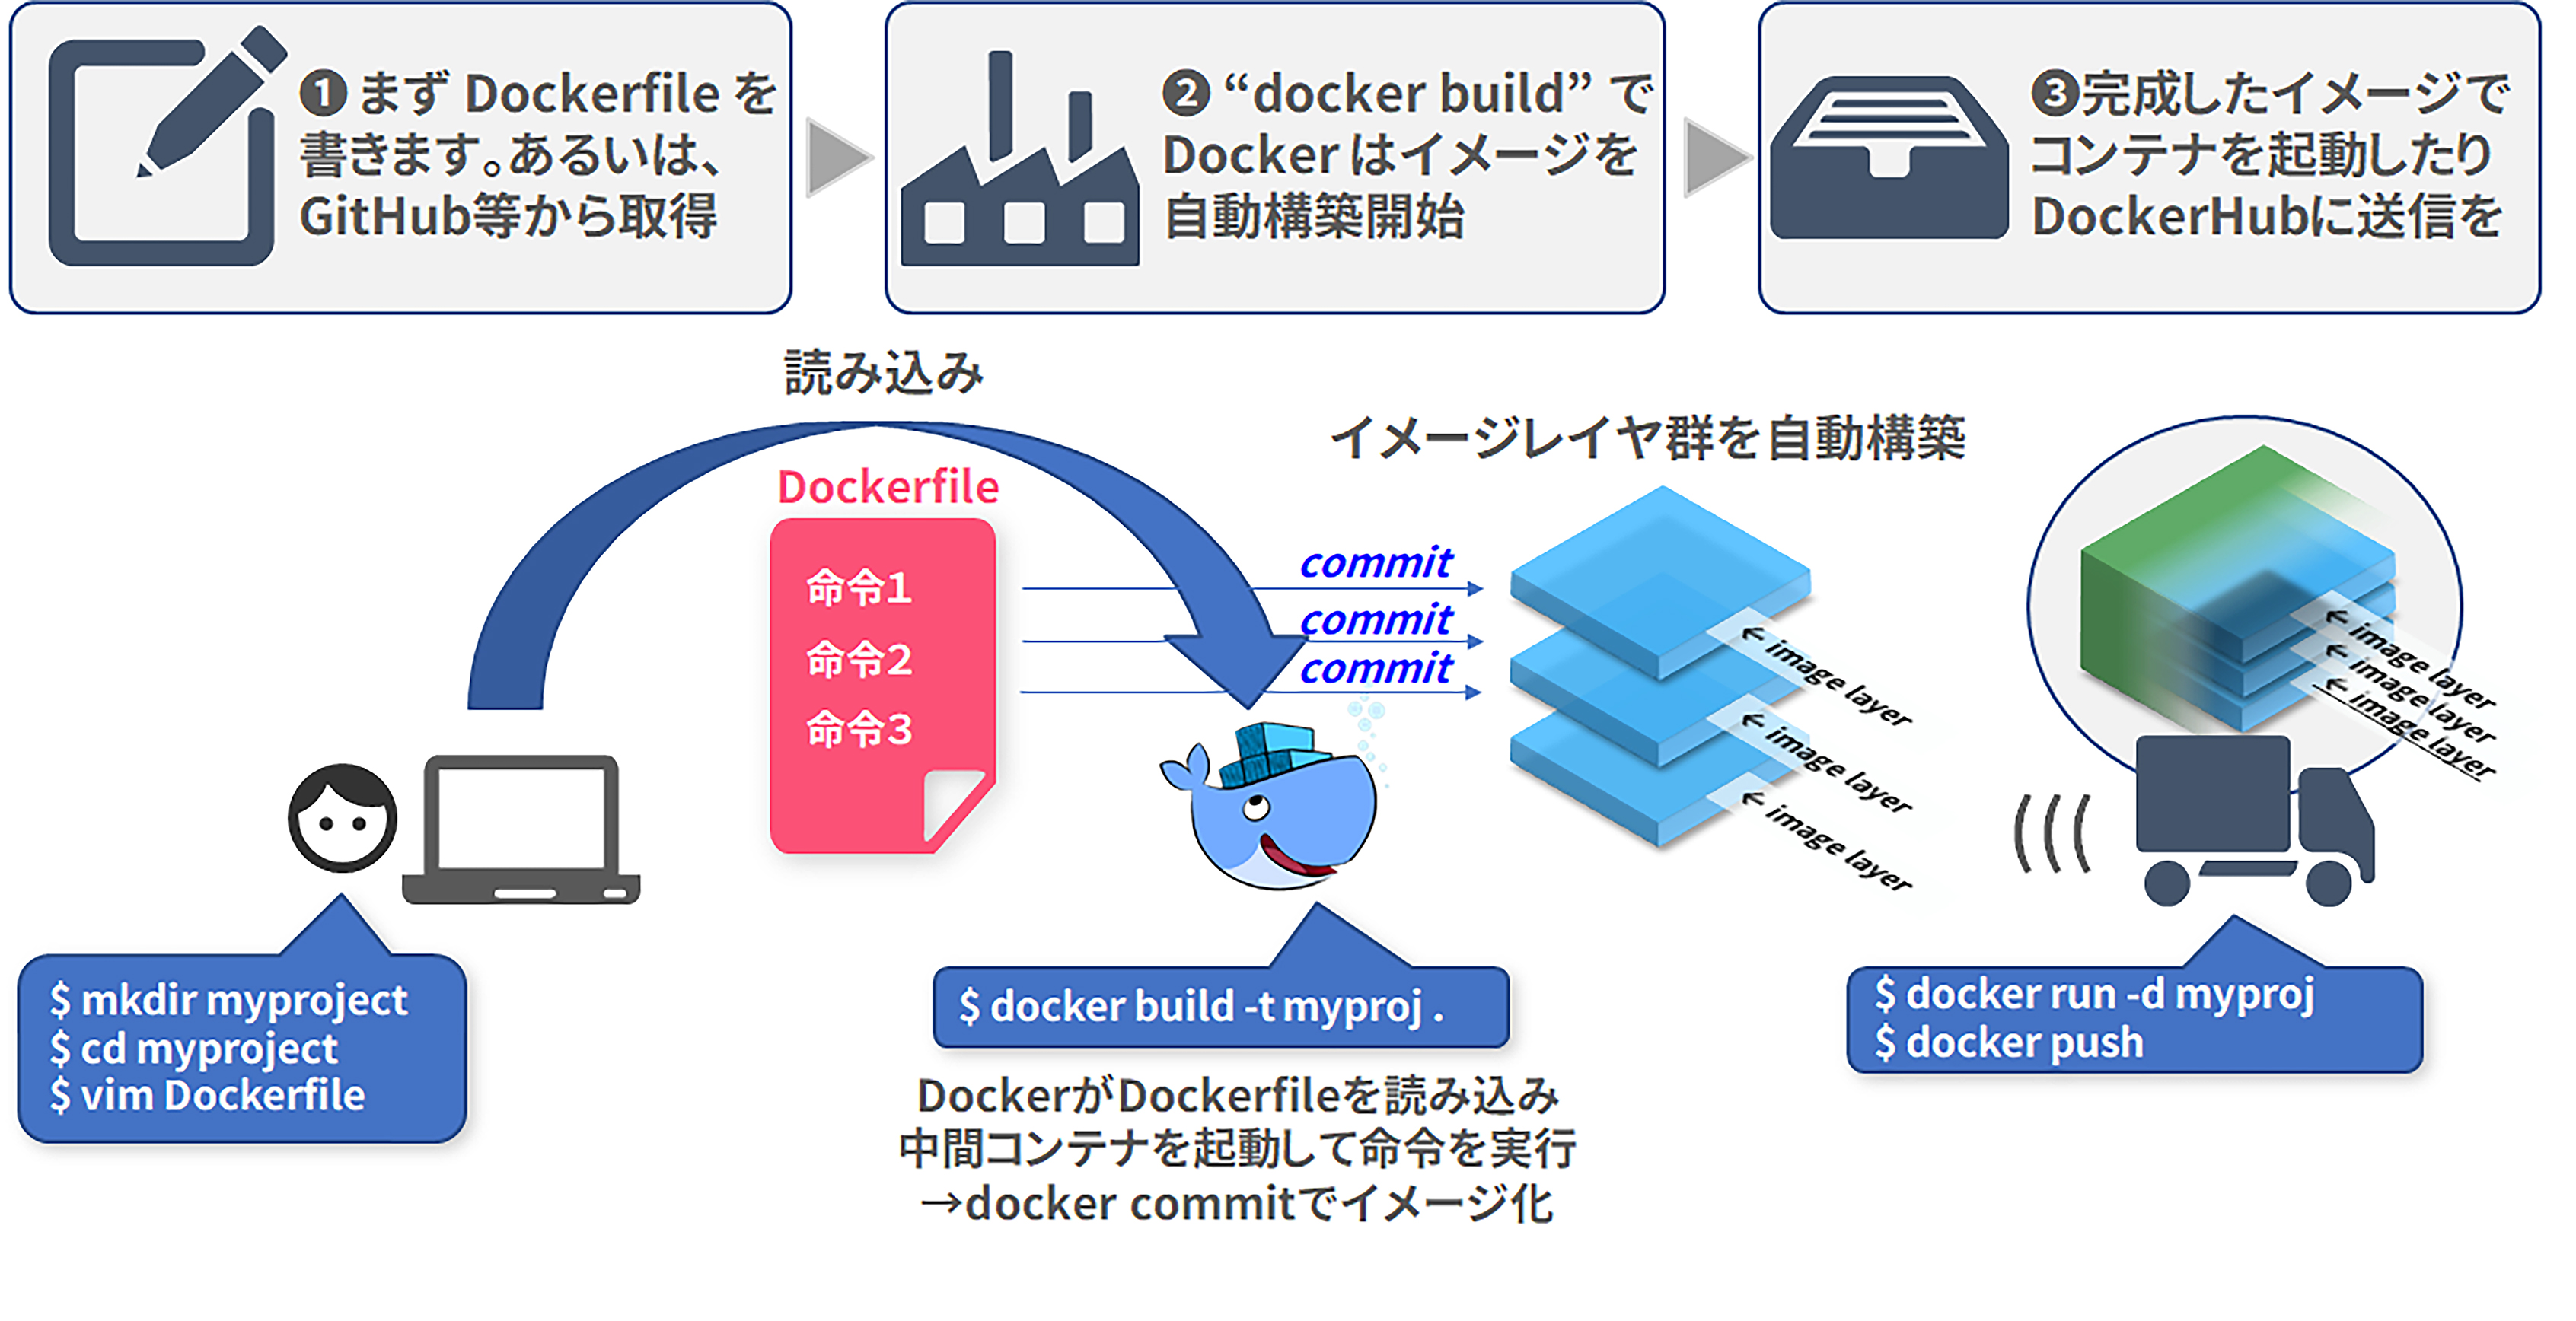 ❶ まず Dockerfile を
書きます。あるいは、
GitHub等から取得
❷ “docker build” で
Docker はイメージを
自動構築開始
❸完成したイメージで
コンテナを起動したり
DockerHubに送信を
読み込み
Dockerfile
命令1
命令2
命令3
commit
commit
commit
イメージレイヤ群を自動構築
← image layer
← image layer
← image layer
← image layer
← image layer
← image layer
$ mkdir myproject
$ cd myproject
$ vim Dockerfile
$ docker build -t myproj .
DockerがDockerfileを読み込み
中間コンテナを起動して命令を実行
→docker commitでイメージ化
$ docker run -d myproj
$ docker push